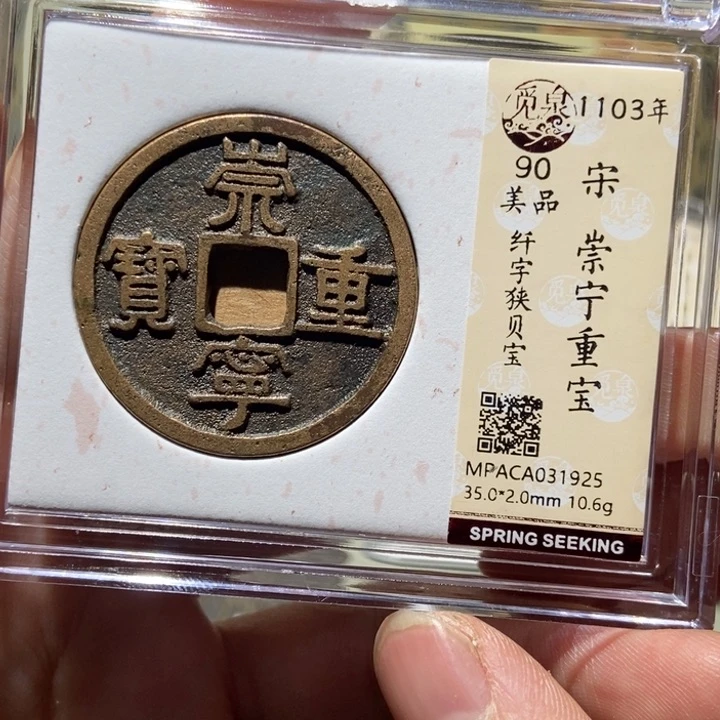 崇
寧
重
寶
觅泉
1103年
宋 崇宁重宝
90
美品
纤字狭贝宝
MPACA031925
35.0*2.0mm 10.6g
SPRING SEEKING